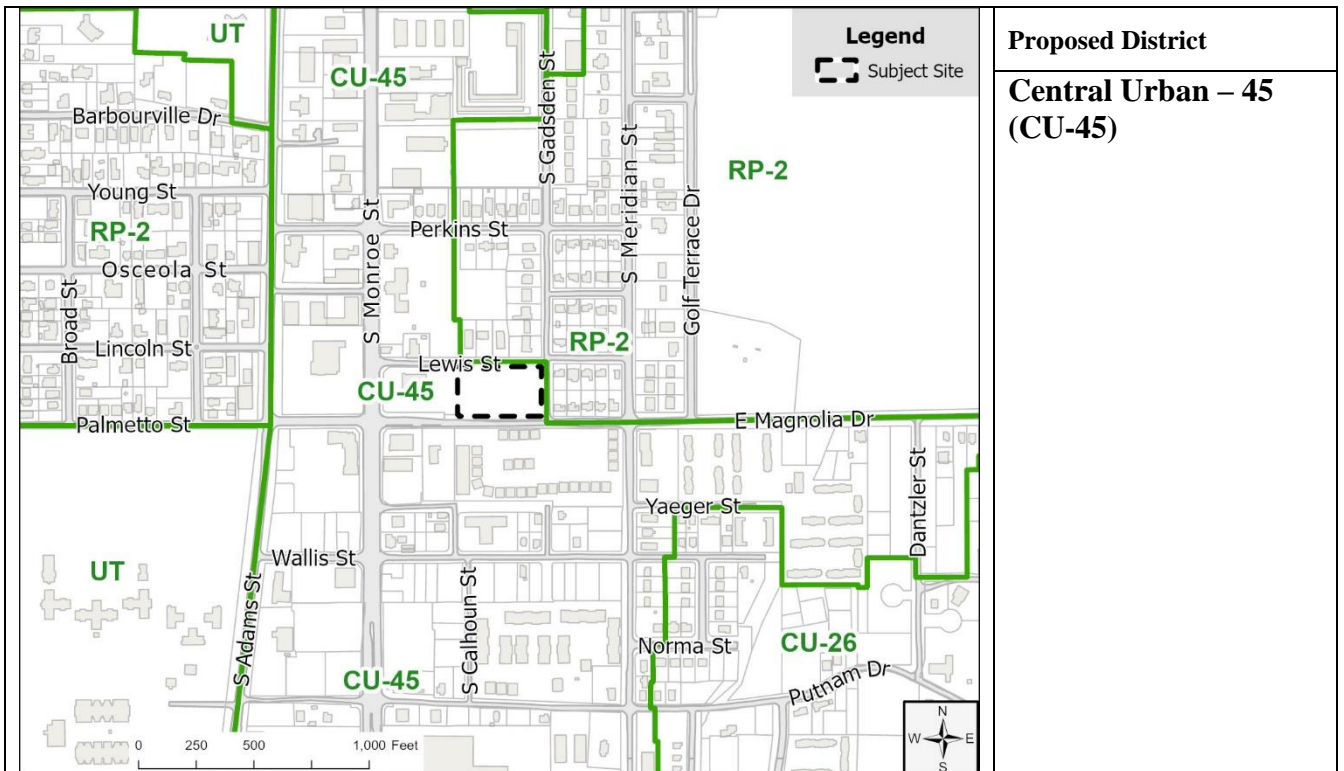 UT
CU-45
S Gadsden St
Legend
Subject Site
Proposed District
Central Urban – 45
(CU-45)
Barbourville Dr
S Meridian St
Golf Terrace Dr
RP-2
Young St
RP-2
Osceola St
Perkins St
S Monroe St
Broad St
Lincoln St
RP-2
Lewis St
CU-45
Palmetto St
E Magnolia Dr
Yaeger St
Dantzler St
Wallis St
UT
S Adams St
S Calhoun St
Norma St
CU-26
CU-45
Putnam Dr
0 250 500 1,000 Feet
N
W E
S